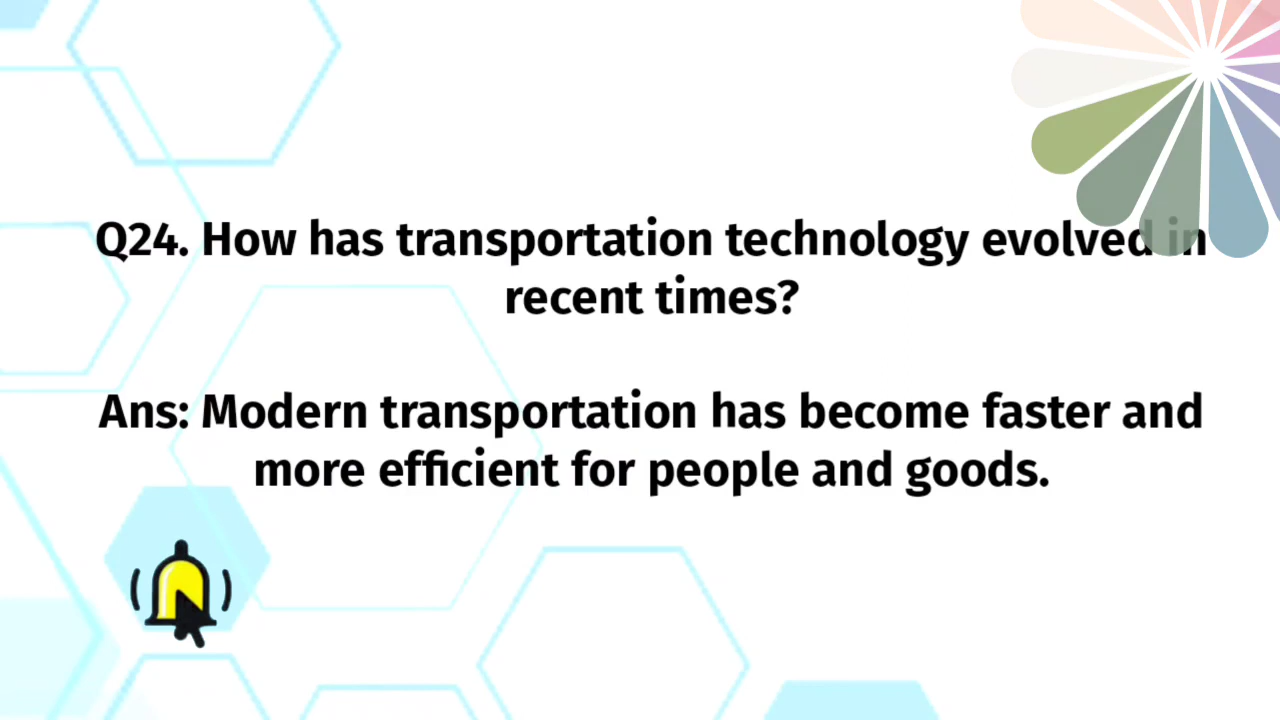 Q24. How has transportation technology evolved in
recent times?
Ans: Modern transportation has become faster and
more efficient for people and goods.